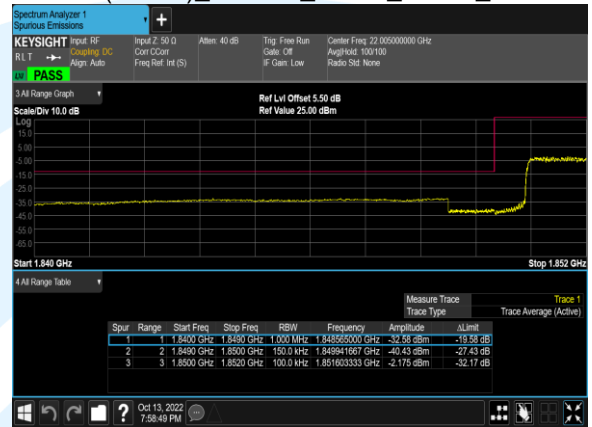 Spectrum Analyzer 1
Spurious Emissions
+
KEYSIGHT Input: RF Input Z: 50 Ω Atten: 40 dB Trig: Free Run Center Freq: 22.005000000 GHz
RLT Coupling: DC Corr CCorr Gate: Off Avg|Hold: 100/100
Align: Auto Freq Ref: Int (S) IF Gain: Low Radio Std: None
PASS
3 All Range Graph
Ref Lvl Offset 5.50 dB
Scale/Div 10.0 dB Ref Value 25.00 dBm
Log
15.0
5.00
-5.00
-15.0
-25.0
-35.0
-45.0
-55.0
-65.0
Start 1.840 GHz Stop 1.852 GHz
4 All Range Table
Measure Trace Trace 1
Trace Type Trace Average (Active)
Spur Range Start Freq Stop Freq RBW Frequency Amplitude ΔLimit
1 1 1.8400 GHz 1.8490 GHz 1.000 MHz 1.848565000 GHz -32.58 dBm -19.58 dB
2 2 1.8490 GHz 1.8500 GHz 150.0 kHz 1.849941667 GHz -40.43 dBm -27.43 dB
3 3 1.8500 GHz 1.8520 GHz 100.0 kHz 1.851603333 GHz -2.175 dBm -32.17 dB
? Oct 13, 2022
7:58:49 PM